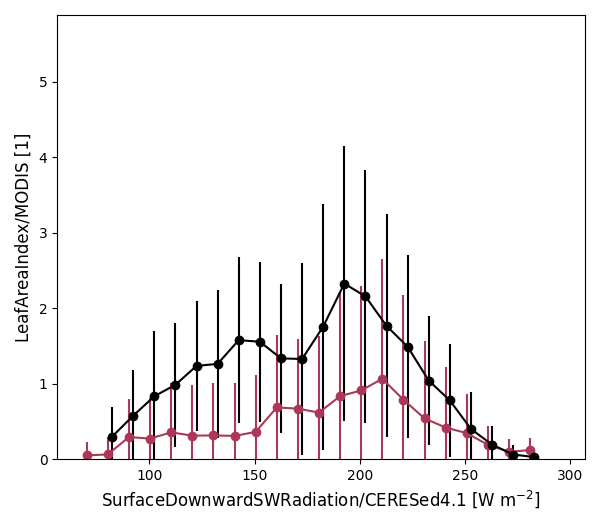 5
4
3
2
1
0
LeafAreaIndex/MODIS [1]
100 150 200 250 300
SurfaceDownwardSWRadiation/CERESed4.1 [W m⁻²]